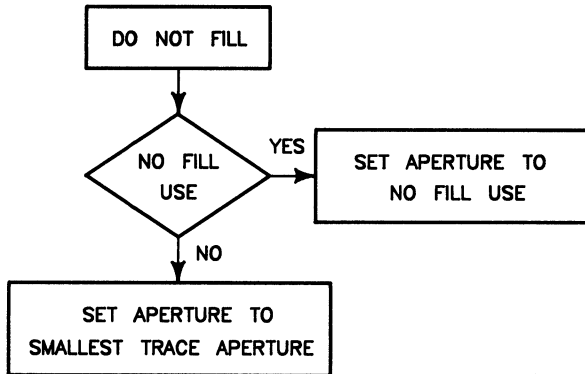 DO NOT FILL
NO FILL
USE
YES
SET APERTURE TO
NO FILL USE
NO
SET APERTURE TO
SMALLEST TRACE APERTURE